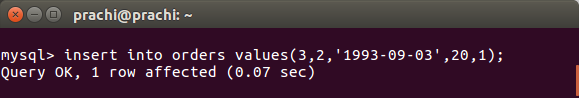 prachi@prachi: ~
mysql> insert into orders values(3,2,'1993-09-03',20,1);
Query OK, 1 row affected (0.07 sec)